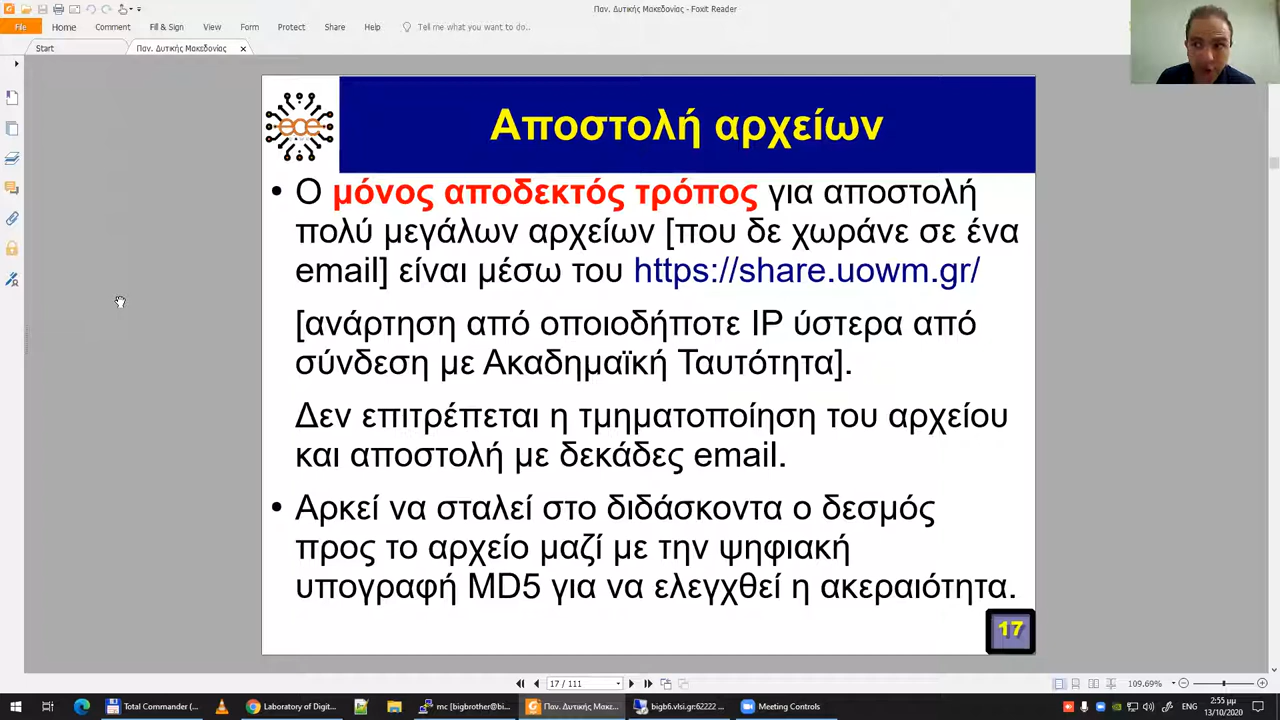 Παν. Δυτικής Μακεδονίας - Foxit Reader
File Home Comment Fill & Sign View Form Protect Share Help Tell me what you want to do..
Start Παν. Δυτικής Μακεδονίας
ece
Αποστολή αρχείων
• Ο μόνος αποδεκτός τρόπος για αποστολή
πολύ μεγάλων αρχείων [που δε χωράνε σε ένα
email] είναι μέσω του https://share.uowm.gr/
[ανάρτηση από οποιοδήποτε IP ύστερα από
σύνδεση με Ακαδημαϊκή Ταυτότητα].
Δεν επιτρέπεται η τμηματοποίηση του αρχείου
και αποστολή με δεκάδες email.
• Αρκεί να σταλεί στο διδάσκοντα ο δεσμός
προς το αρχείο μαζί με την ψηφιακή
υπογραφή MD5 για να ελεγχθεί η ακεραιότητα.
17
17 / 111
109.69%
Total Commander (... Laboratory of Digit... mc [bigbrother@bi... Παν. Δυτικής Μακε... bigb6.vlsi.gr:62222 ... Meeting Controls
2:55 μμ
13/10/2020